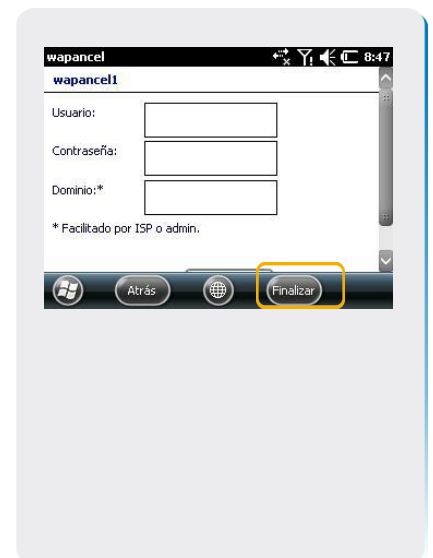 wapancel 8:47
wapancel1
Usuario:
Contraseña:
Dominio:*
* Facilitado por ISP o admin.
Atrás Finalizar